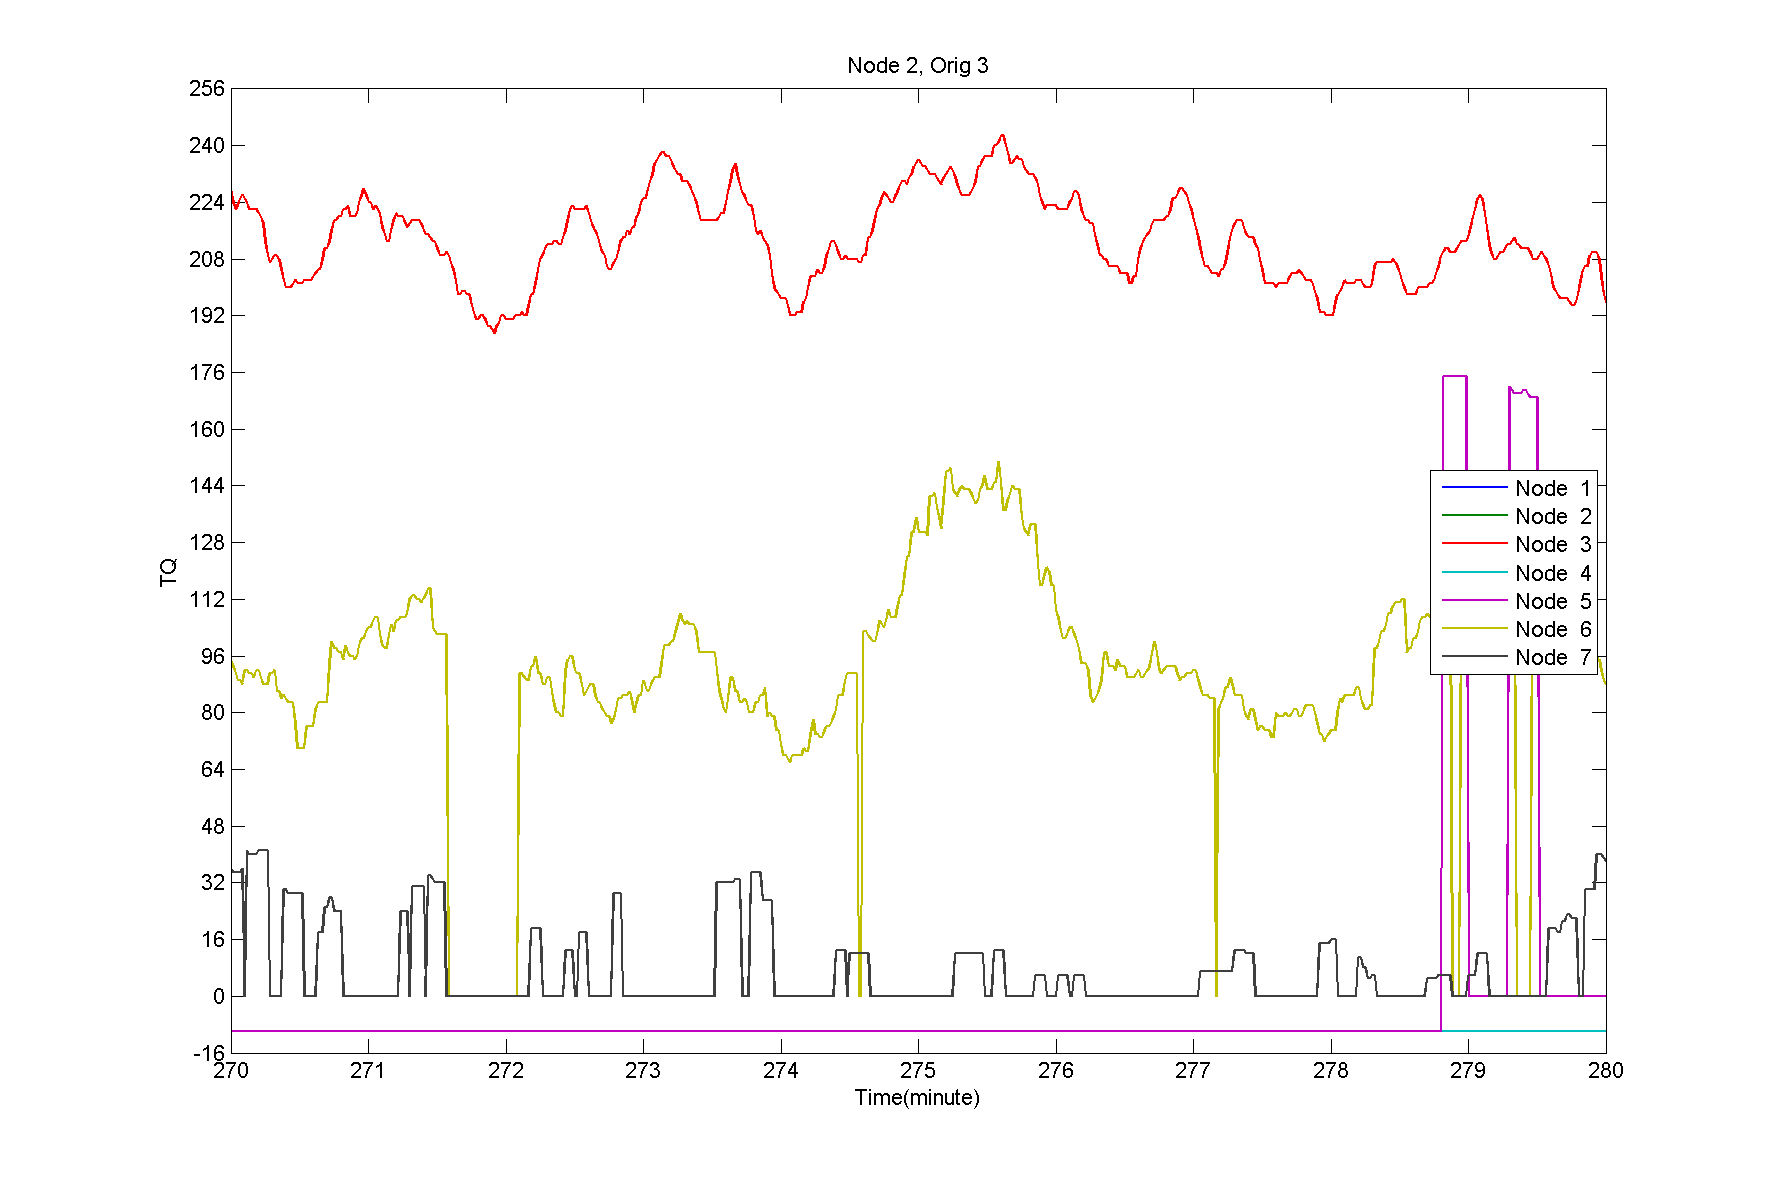 Node 2, Orig 3
256
240
224
208
192
176
160
144
128
112
96
80
64
48
32
16
0
-16
TQ
Node 1
Node 2
Node 3
Node 4
Node 5
Node 6
Node 7
270 271 272 273 274 275 276 277 278 279 280
Time(minute)